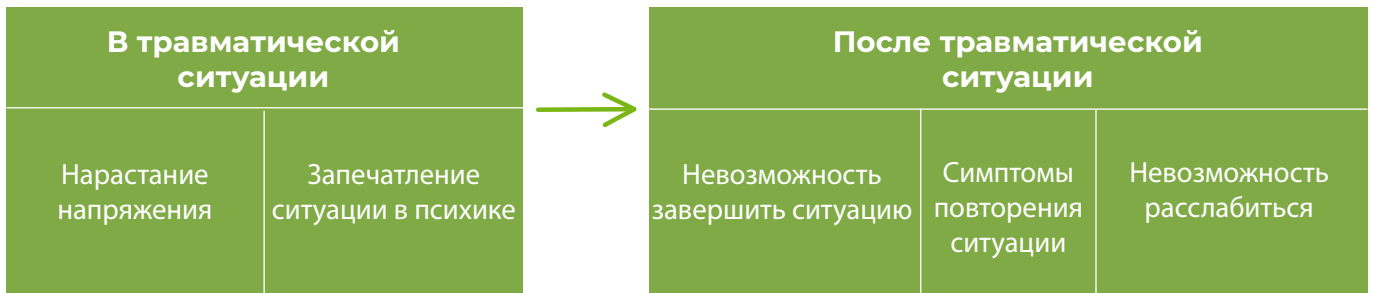 В травматической
ситуации
Нарастание
напряжения
Запечатление
ситуации в психике
После травматической
ситуации
Невозможность
завершить ситуацию
Симптомы
повторения
ситуации
Невозможность
расслабиться